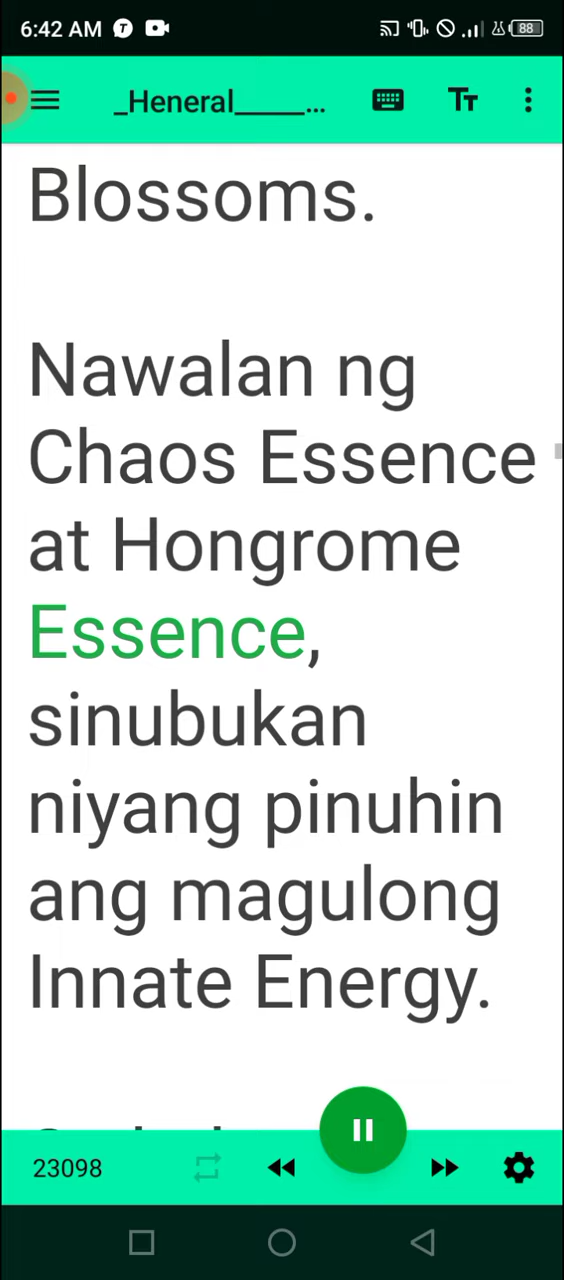 6:42 AM
88
_Heneral_____...
Tт
Blossoms.
Nawalan ng
Chaos Essence
at Hongrome
Essence,
sinubukan
niyang pinuhin
ang magulong
Innate Energy.
23098